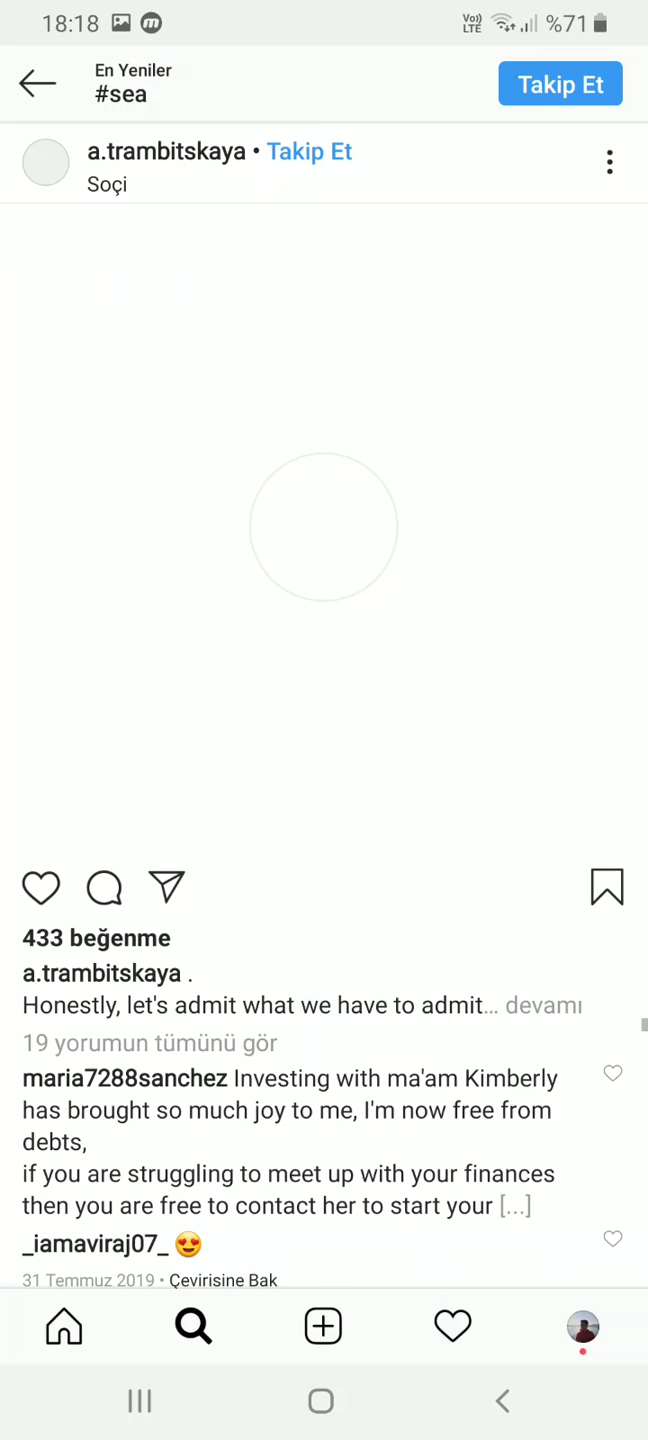 18:18
Vo))
LTE
%71
En Yeniler
#sea
Takip Et
a.trambitskaya • Takip Et
Soçi
433 beğenme
a.trambitskaya .
Honestly, let's admit what we have to admit... devamı
19 yorumun tümünü gör
maria7288sanchez Investing with ma'am Kimberly
has brought so much joy to me, I'm now free from
debts,
if you are struggling to meet up with your finances
then you are free to contact her to start your [...]
_iamaviraj07_ 😍
31 Temmuz 2019 • Çevirisine Bak